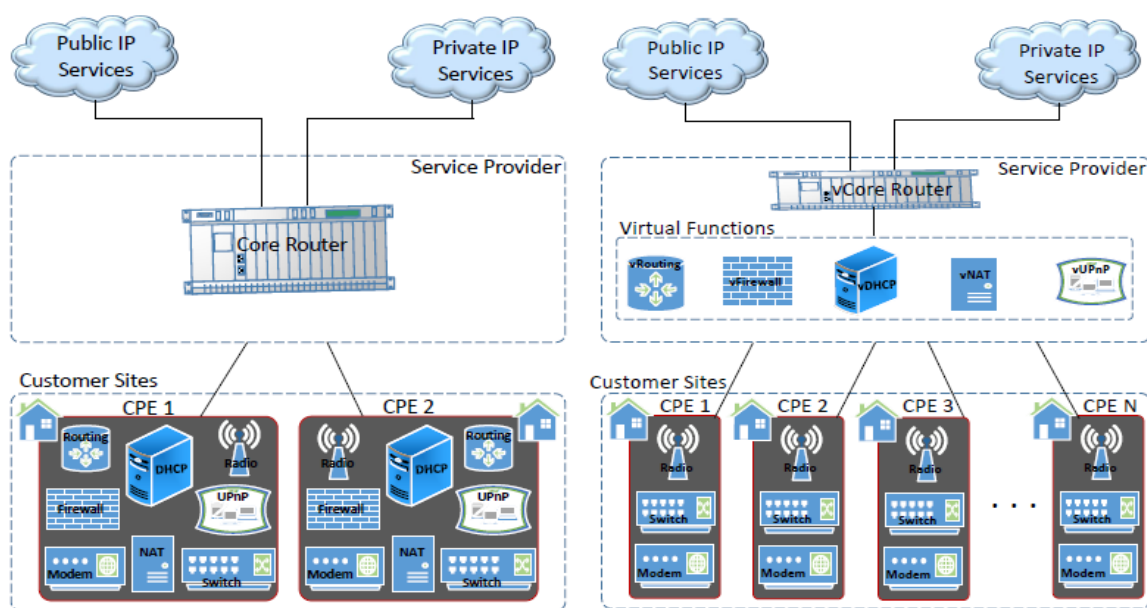 Public IP
Services
Private IP
Services
Service Provider
Core Router
Customer Sites
CPE 1
Routing
DHCP
Radio
Firewall
UPnP
Modem
NAT
Switch
CPE 2
Radio
DHCP
Routing
Firewall
UPnP
Modem
NAT
Switch
Public IP
Services
Private IP
Services
Service Provider
vCore Router
Virtual Functions
vRouting
vFirewall
vDHCP
vNAT
vUPnP
Customer Sites
CPE 1
Radio
Switch
Modem
CPE 2
Radio
Switch
Modem
CPE 3
Radio
Switch
Modem
. . .
CPE N
Radio
Switch
Modem